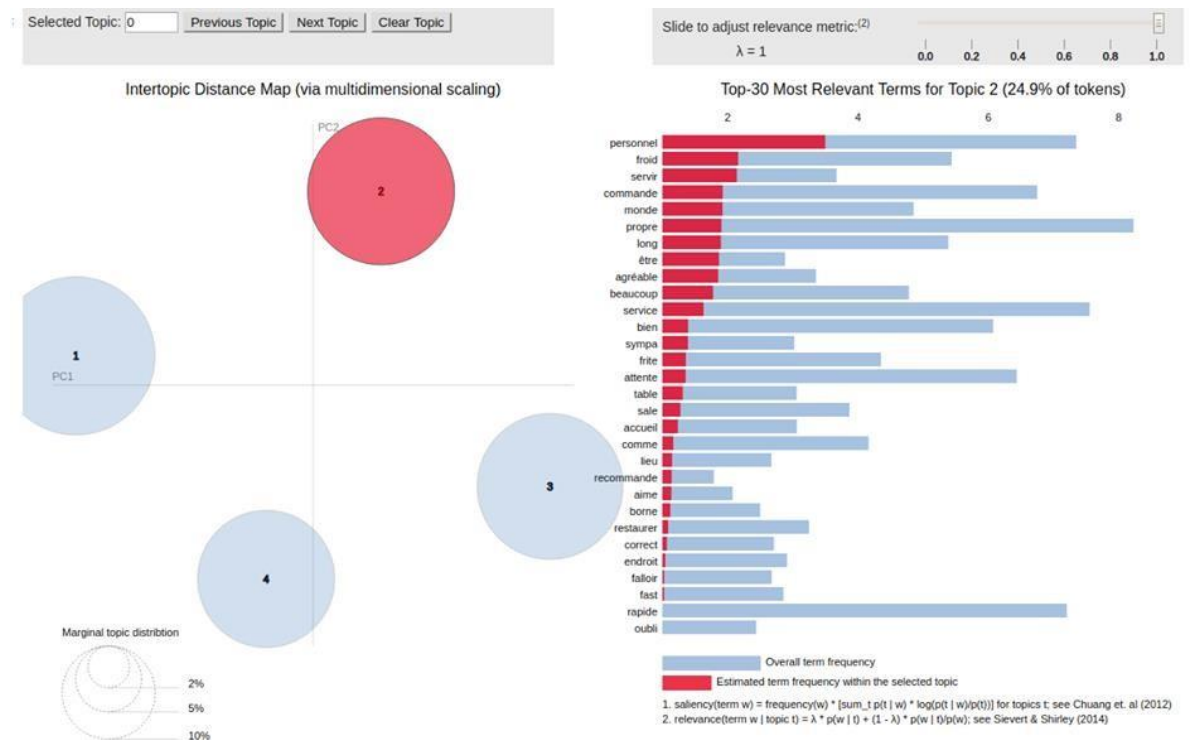 Selected Topic: 0 Previous Topic Next Topic Clear Topic
Slide to adjust relevance metric:(2)
λ = 1
0.0 0.2 0.4 0.6 0.8 1.0
Intertopic Distance Map (via multidimensional scaling)
PC2
PC1
1
2
3
4
Marginal topic distribtion
2%
5%
10%
Top-30 Most Relevant Terms for Topic 2 (24.9% of tokens)
2 4 6 8
personnel
froid
servir
commande
monde
propre
long
être
agréable
beaucoup
service
bien
sympa
frite
attente
table
sale
accueil
comme
lieu
recommande
aime
borne
restaurer
correct
endroit
falloir
fast
rapide
oubli
Overall term frequency
Estimated term frequency within the selected topic
1. saliency(term w) = frequency(w) * [sum_t p(t | w) * log(p(t | w)/p(t))] for topics t; see Chuang et. al (2012)
2. relevance(term w | topic t) = λ * p(w | t) + (1 - λ) * p(w | t)/p(w); see Sievert & Shirley (2014)